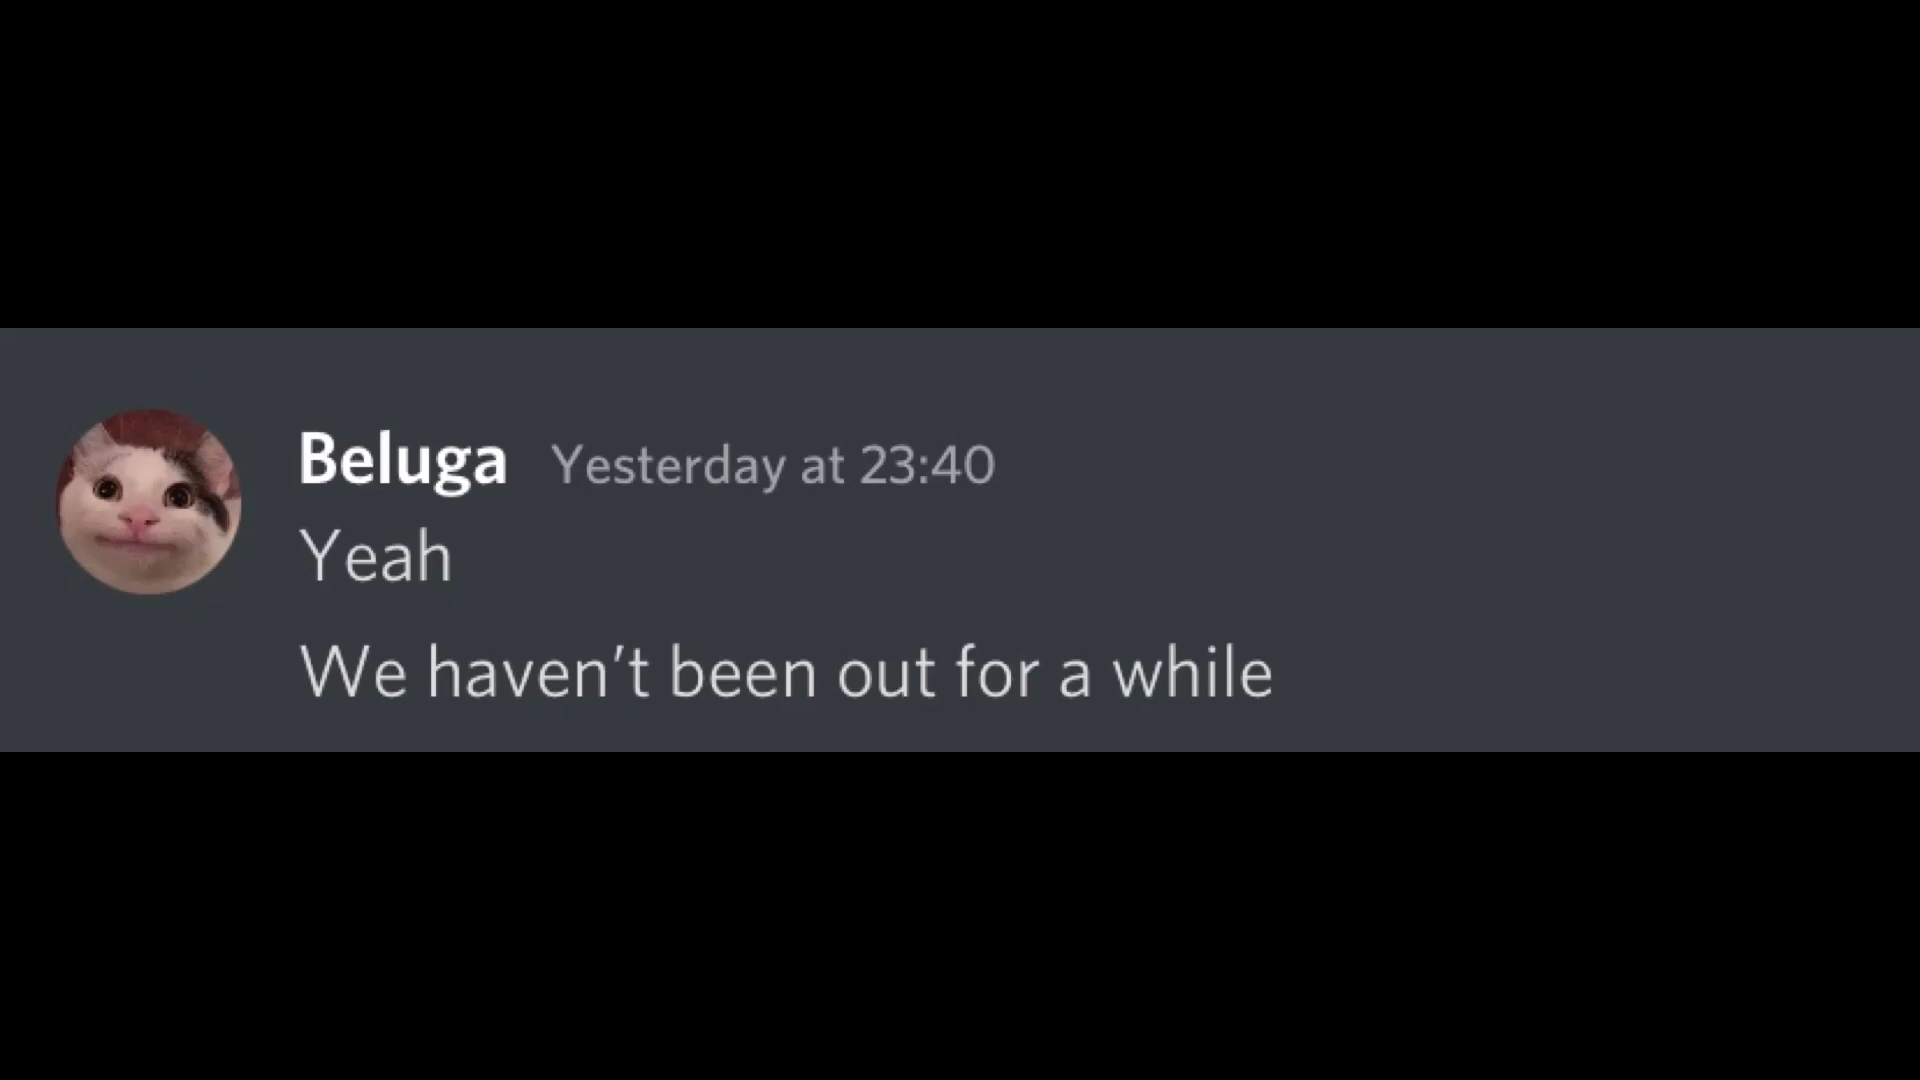 Beluga Yesterday at 23:40
Yeah
We haven’t been out for a while